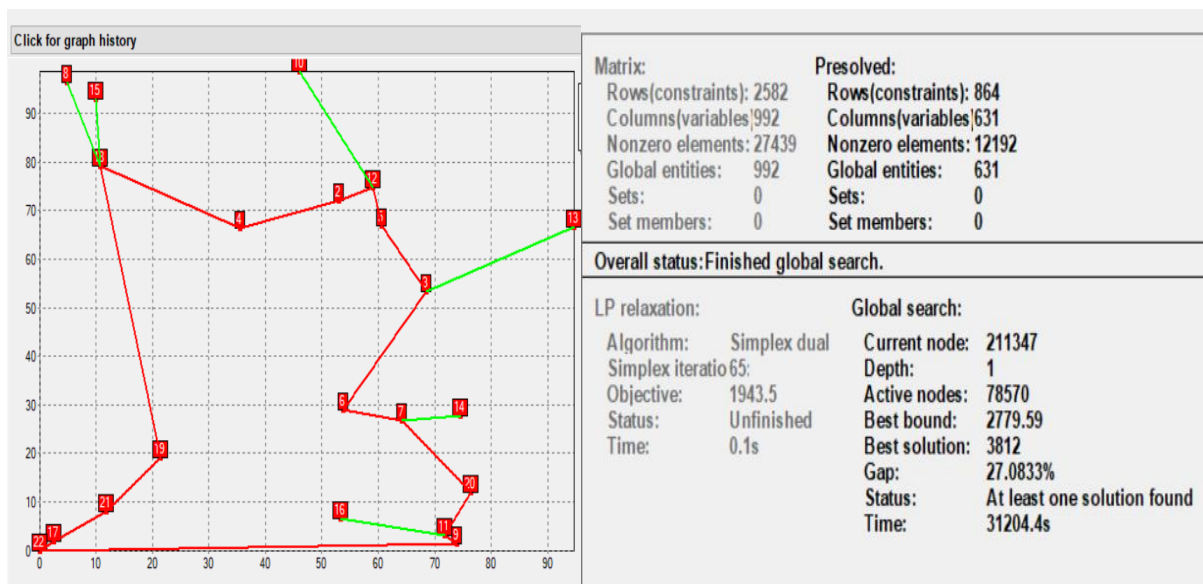 Click for graph history
8
15
10
18
12
2
4
5
13
3
6
7
14
19
20
21
16
17
11
9
22
90
80
70
60
50
40
30
20
10
0
0 10 20 30 40 50 60 70 80 90
Matrix: Presolved:
Rows(constraints): 2582 Rows(constraints): 864
Columns(variables) 992 Columns(variables) 631
Nonzero elements: 27439 Nonzero elements: 12192
Global entities: 992 Global entities: 631
Sets: 0 Sets: 0
Set members: 0 Set members: 0
Overall status:Finished global search.
LP relaxation: Global search:
Algorithm: Simplex dual Current node: 211347
Simplex iteratio 65: Depth: 1
Objective: 1943.5 Active nodes: 78570
Status: Unfinished Best bound: 2779.59
Time: 0.1s Best solution: 3812
Gap: 27.0833%
Status: At least one solution found
Time: 31204.4s